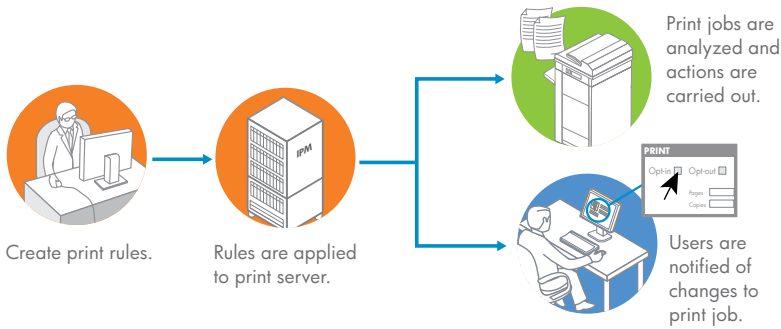 Create print rules.
IPM
Rules are applied
to print server.
Print jobs are
analyzed and
actions are
carried out.
PRINT
Opt-in Opt-out
Pages
Copies
Users are
notified of
changes to
print job.